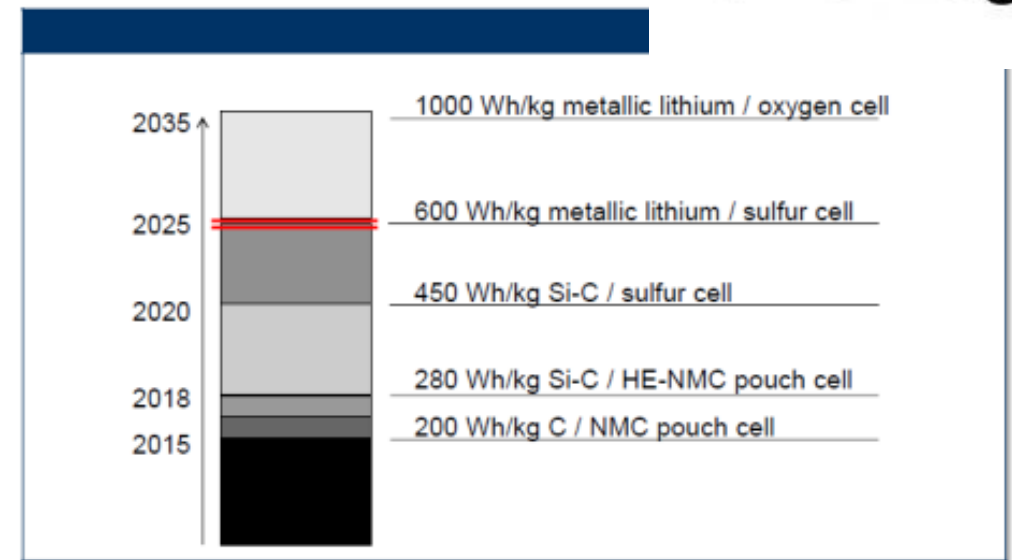 2035
1000 Wh/kg metallic lithium / oxygen cell
2025
600 Wh/kg metallic lithium / sulfur cell
2020
450 Wh/kg Si-C / sulfur cell
2018
280 Wh/kg Si-C / HE-NMC pouch cell
2015
200 Wh/kg C / NMC pouch cell